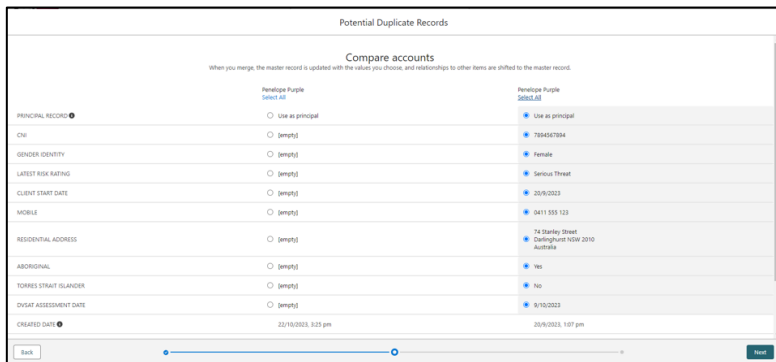 Potential Duplicate Records
Compare accounts
When you merge, the master record is updated with the values you choose, and relationships to other items are shifted to the master record.
Penelope Purple Penelope Purple
Select All Select All
PRINCIPAL RECORD Use as principal Use as principal
CNI [empty] 7894567894
GENDER IDENTITY [empty] Female
LATEST RISK RATING [empty] Serious Threat
CLIENT START DATE [empty] 20/9/2023
MOBILE [empty] 0411 555 123
RESIDENTIAL ADDRESS [empty] 74 Stanley Street
Darlinghurst NSW 2010
Australia
ABORIGINAL [empty] Yes
TORRES STRAIT ISLANDER [empty] No
DVSAT ASSESSMENT DATE [empty] 9/10/2023
CREATED DATE 22/10/2023, 3:25 pm 20/9/2023, 1:07 pm
Back Next